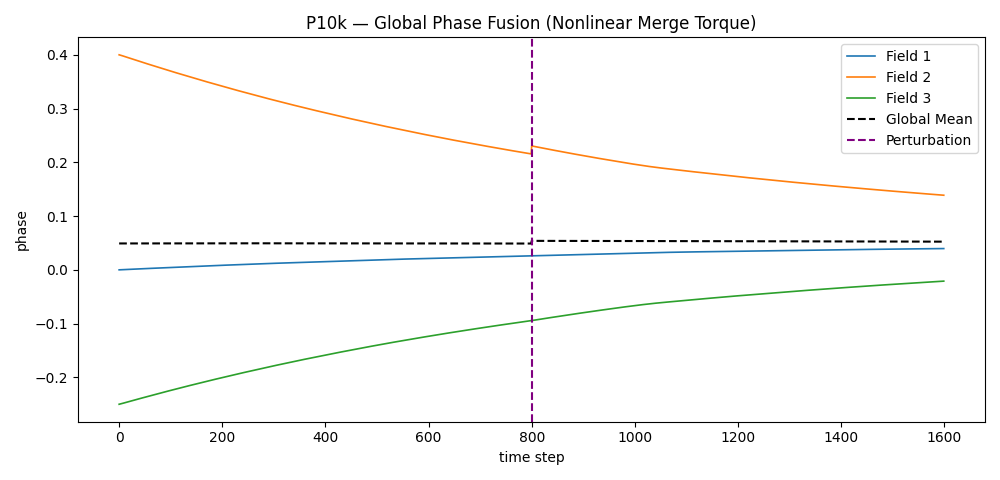 P10k — Global Phase Fusion (Nonlinear Merge Torque)
0.4
0.3
0.2
0.1
0.0
−0.1
−0.2
phase
Field 1
Field 2
Field 3
Global Mean
Perturbation
0 200 400 600 800 1000 1200 1400 1600
time step